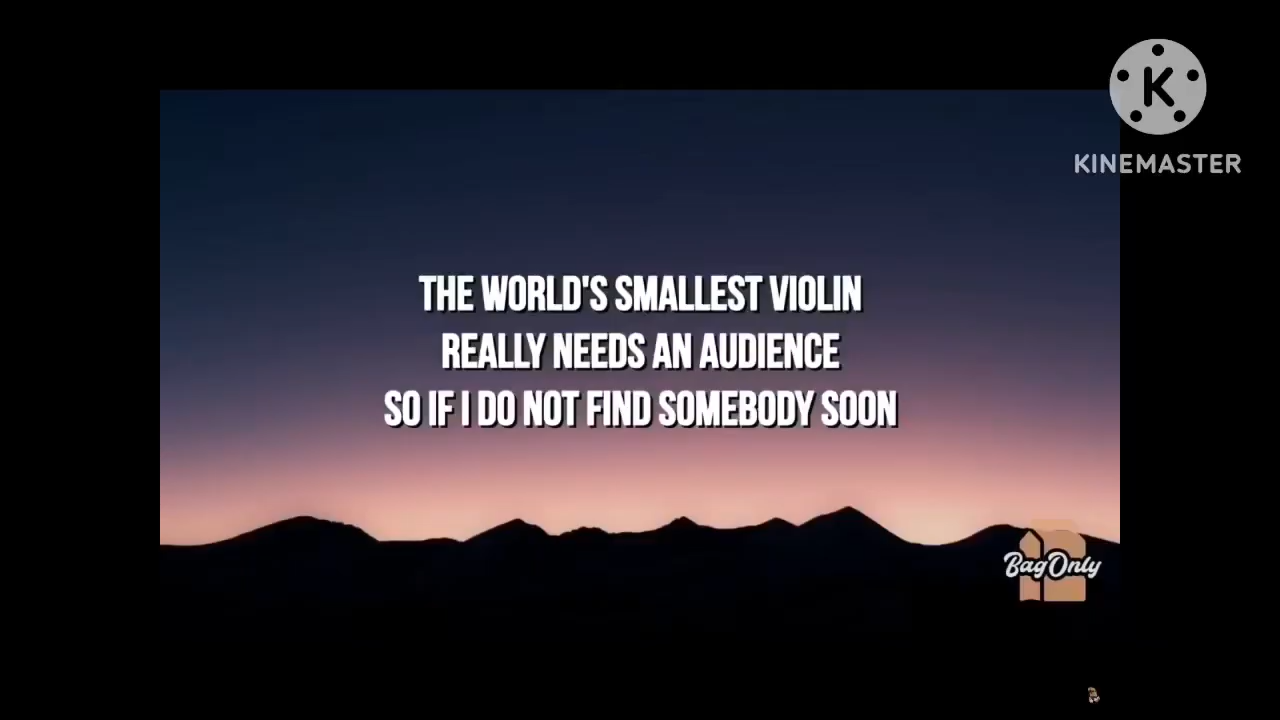 K
KINEMASTER
THE WORLD'S SMALLEST VIOLIN
REALLY NEEDS AN AUDIENCE
SO IF I DO NOT FIND SOMEBODY SOON
BagOnly